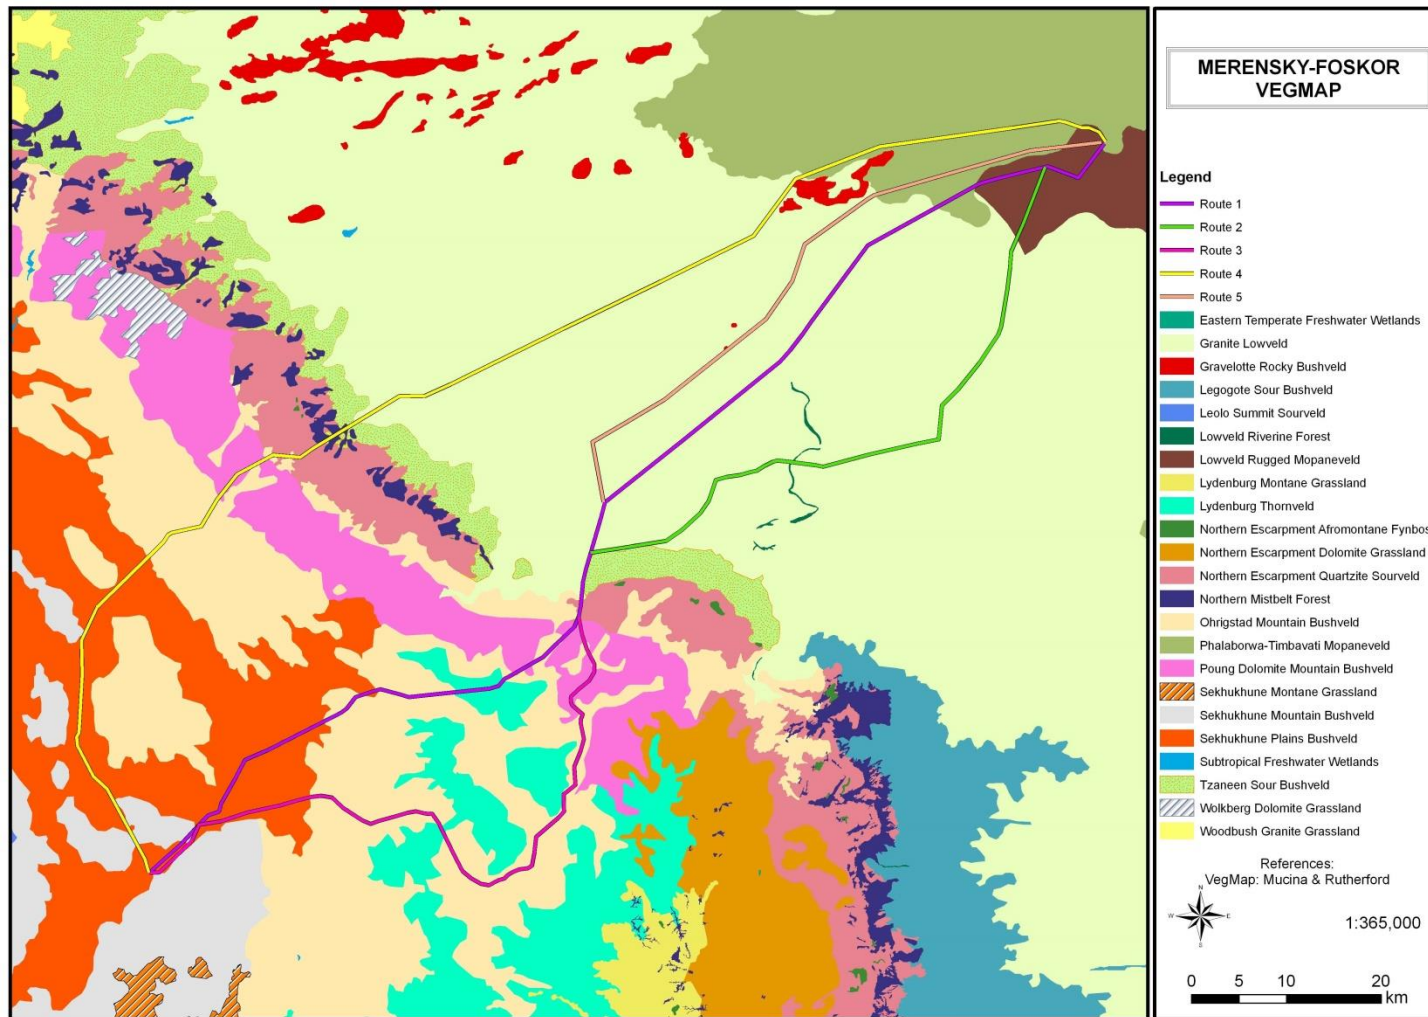 MERENSKY-FOSKOR
VEGMAP
Legend
Route 1
Route 2
Route 3
Route 4
Route 5
Eastern Temperate Freshwater Wetlands
Granite Lowveld
Gravelotte Rocky Bushveld
Legogote Sour Bushveld
Leolo Summit Sourveld
Lowveld Riverine Forest
Lowveld Rugged Mopaneveld
Lydenburg Montane Grassland
Lydenburg Thornveld
Northern Escarpment Afromontane Fynbos
Northern Escarpment Dolomite Grassland
Northern Escarpment Quartzite Sourveld
Northern Mistbelt Forest
Ohrigstad Mountain Bushveld
Phalaborwa-Timbavati Mopaneveld
Poung Dolomite Mountain Bushveld
Sekhukhune Montane Grassland
Sekhukhune Mountain Bushveld
Sekhukhune Plains Bushveld
Subtropical Freshwater Wetlands
Tzaneen Sour Bushveld
Wolkberg Dolomite Grassland
Woodbush Granite Grassland
References:
VegMap: Mucina & Rutherford
N
W E
S
1:365,000
0 5 10 20
km